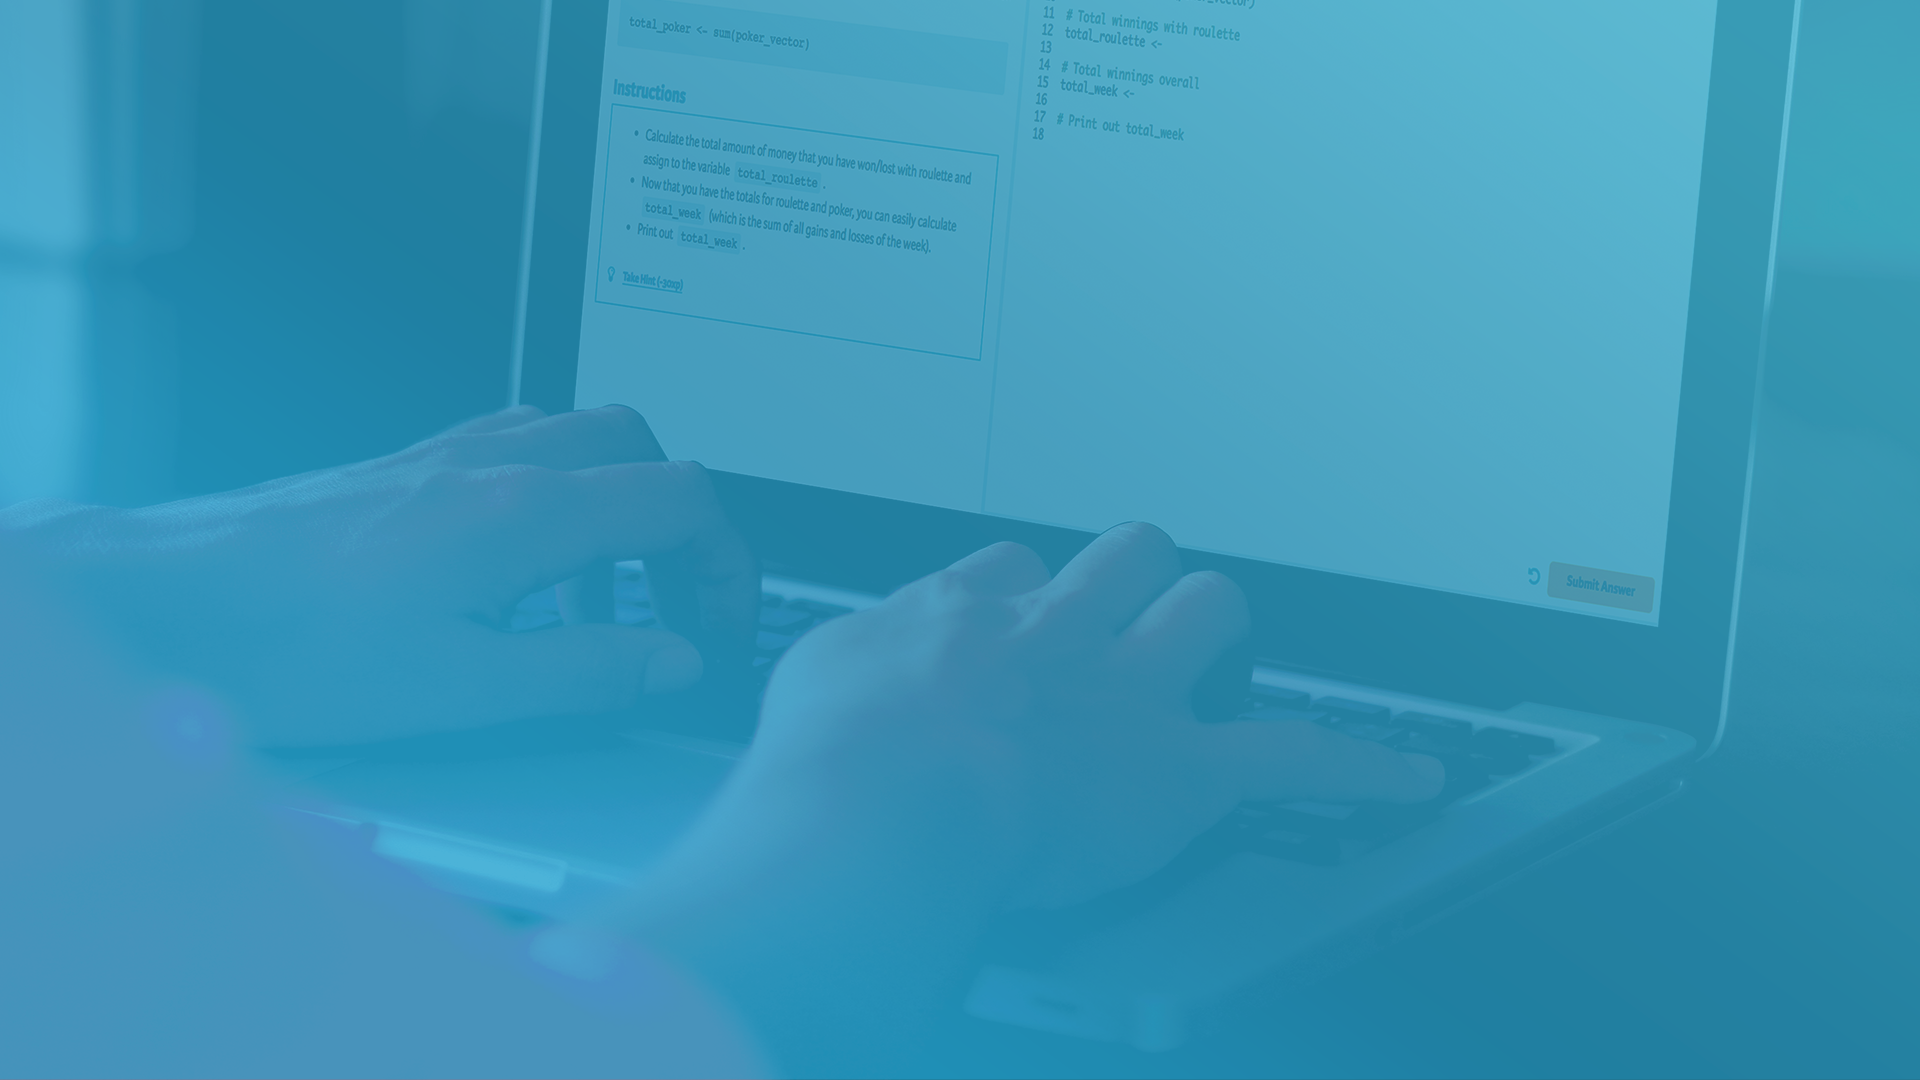 total_poker <- sum(poker_vector)
Instructions
• Calculate the total amount of money that you have won/lost with roulette and
assign to the variable total_roulette .
• Now that you have the totals for roulette and poker, you can easily calculate
total_week (which is the sum of all gains and losses of the week).
• Print out total_week .
Take Hint (-30xp)
11 # Total winnings with roulette
12 total_roulette <-
13
14 # Total winnings overall
15 total_week <-
16
17 # Print out total_week
18
Submit Answer